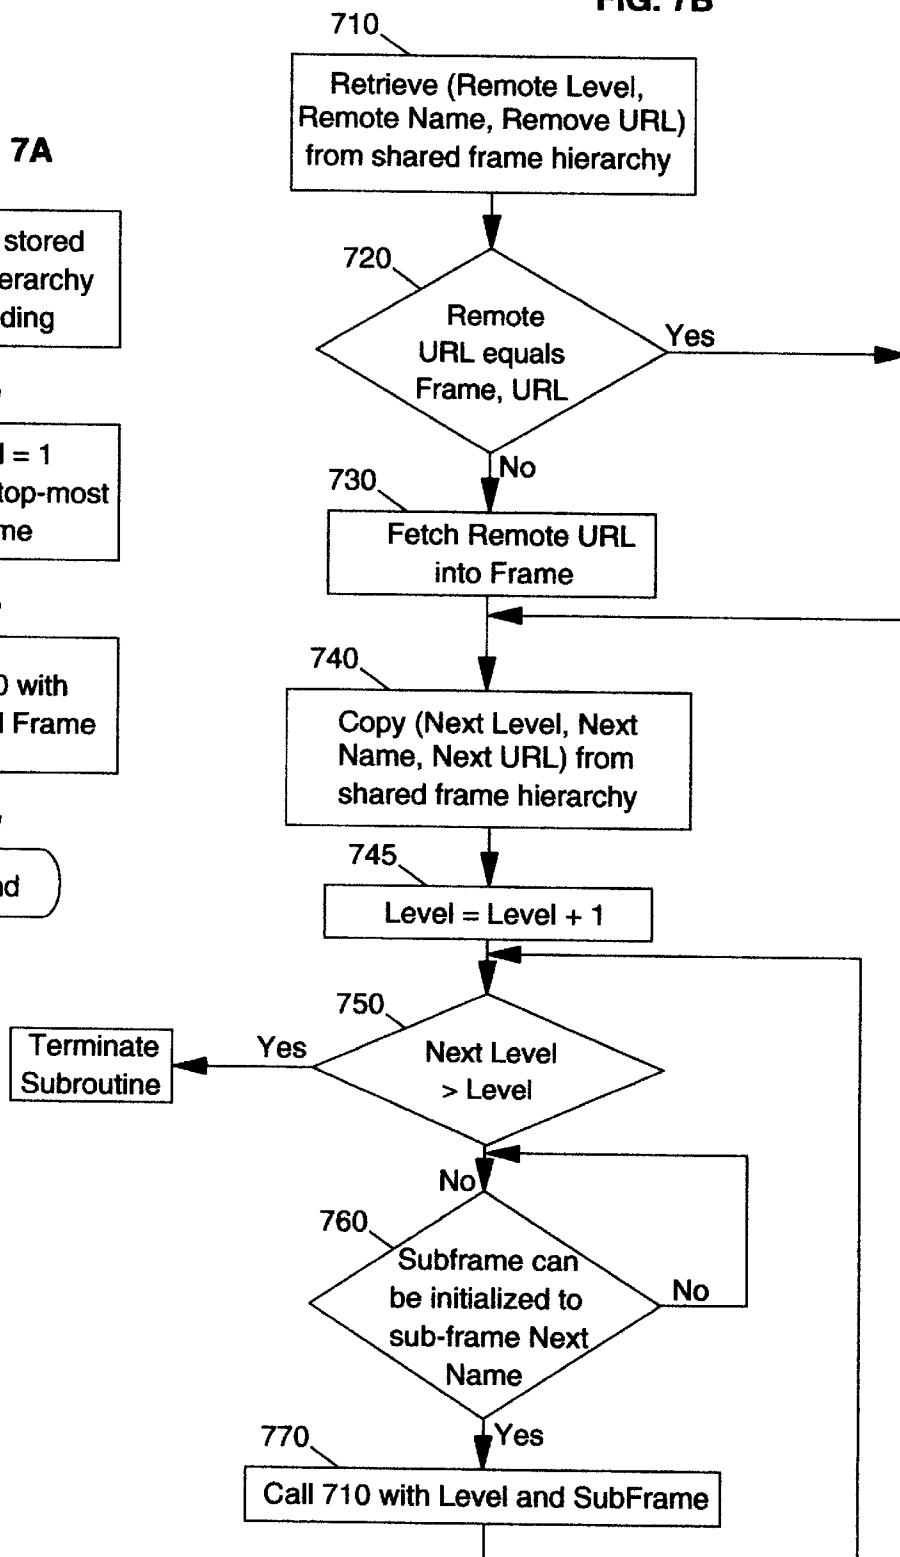 FIG. 7B
710
Retrieve (Remote Level,
Remote Name, Remove URL)
from shared frame hierarchy
7A
stored
erarchy
ding
720
Remote
URL equals
Frame, URL
Yes
No
= 1
top-most
me
730
Fetch Remote URL
into Frame
0 with
Frame
740
Copy (Next Level, Next
Name, Next URL) from
shared frame hierarchy
nd
745
Level = Level + 1
750
Next Level
> Level
Yes
Terminate
Subroutine
No
760
Subframe can
be initialized to
sub-frame Next
Name
No
Yes
770
Call 710 with Level and SubFrame